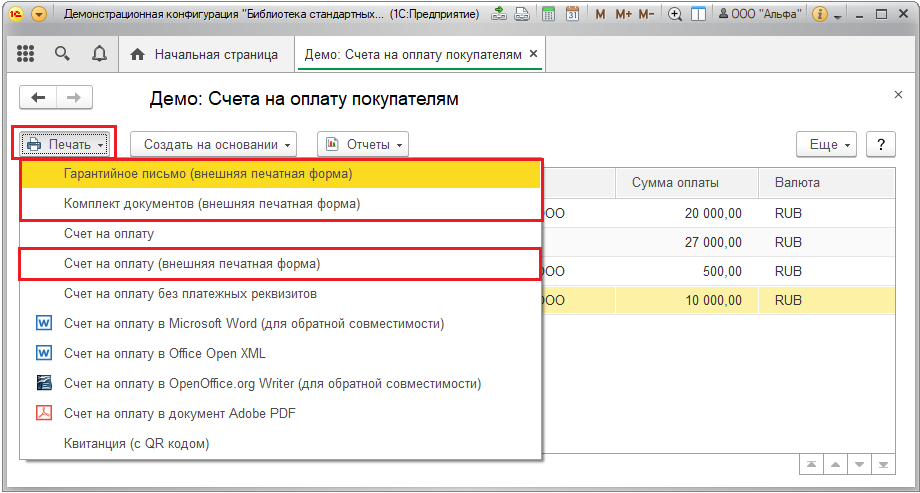 Демонстрационная конфигурация "Библиотека стандартных... (1С:Предприятие)
31 M M+ M- ООО "Альфа"
Начальная страница
Демо: Счета на оплату покупателям
Демо: Счета на оплату покупателям
Печать Создать на основании Отчеты Еще ?
Гарантийное письмо (внешняя печатная форма)
Сумма оплаты Валюта
Комплект документов (внешняя печатная форма)
ООО 20 000,00 RUB
Счет на оплату
27 000,00 RUB
Счет на оплату (внешняя печатная форма)
ООО 500,00 RUB
Счет на оплату без платежных реквизитов
ООО 10 000,00 RUB
Счет на оплату в Microsoft Word (для обратной совместимости)
Счет на оплату в Office Open XML
Счет на оплату в OpenOffice.org Writer (для обратной совместимости)
Счет на оплату в документ Adobe PDF
Квитанция (с QR кодом)